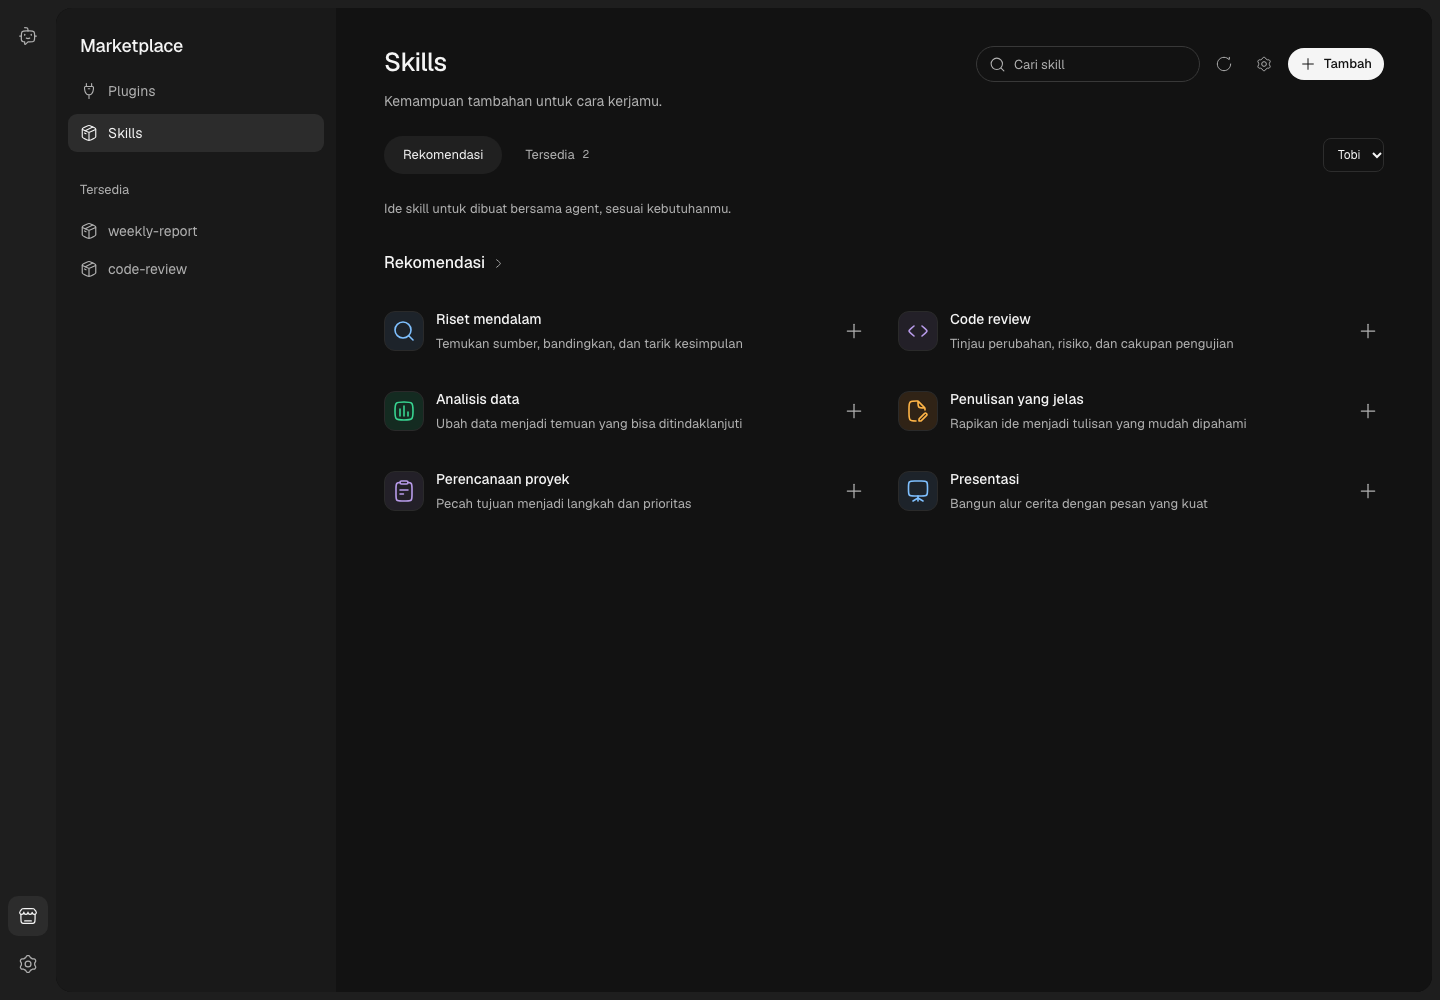 Marketplace
Plugins
Skills
Tersedia
weekly-report
code-review
Skills
Cari skill
Tambah
Kemampuan tambahan untuk cara kerjamu.
Rekomendasi
Tersedia 2
Tobi
Ide skill untuk dibuat bersama agent, sesuai kebutuhanmu.
Rekomendasi
Riset mendalam
Temukan sumber, bandingkan, dan tarik kesimpulan
Code review
Tinjau perubahan, risiko, dan cakupan pengujian
Analisis data
Ubah data menjadi temuan yang bisa ditindaklanjuti
Penulisan yang jelas
Rapikan ide menjadi tulisan yang mudah dipahami
Perencanaan proyek
Pecah tujuan menjadi langkah dan prioritas
Presentasi
Bangun alur cerita dengan pesan yang kuat